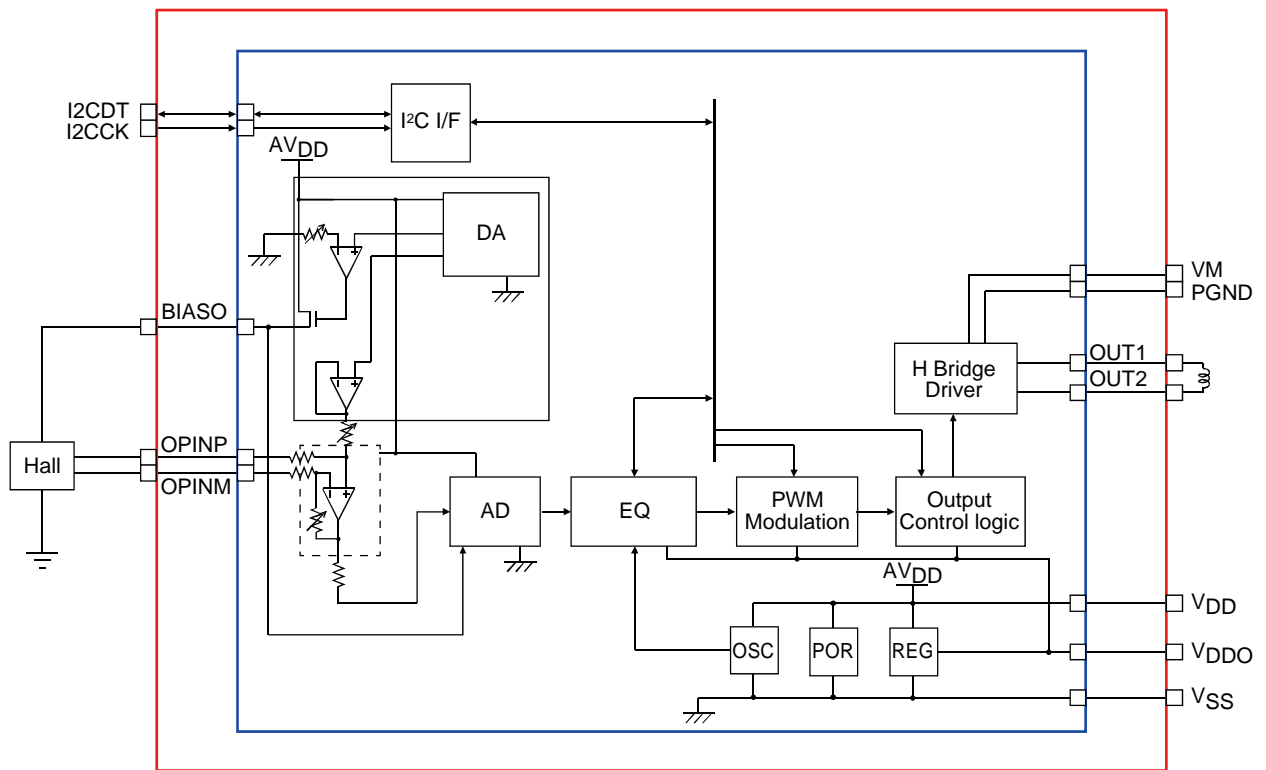 I2CDT
I2CCK
I²C I/F
AVDD
DA
BIASO
VM
PGND
H Bridge
Driver
OUT1
OUT2
Hall
OPINP
OPINM
AD
EQ
PWM
Modulation
Output
Control logic
AVDD
OSC
POR
REG
VDD
VDDO
VSS